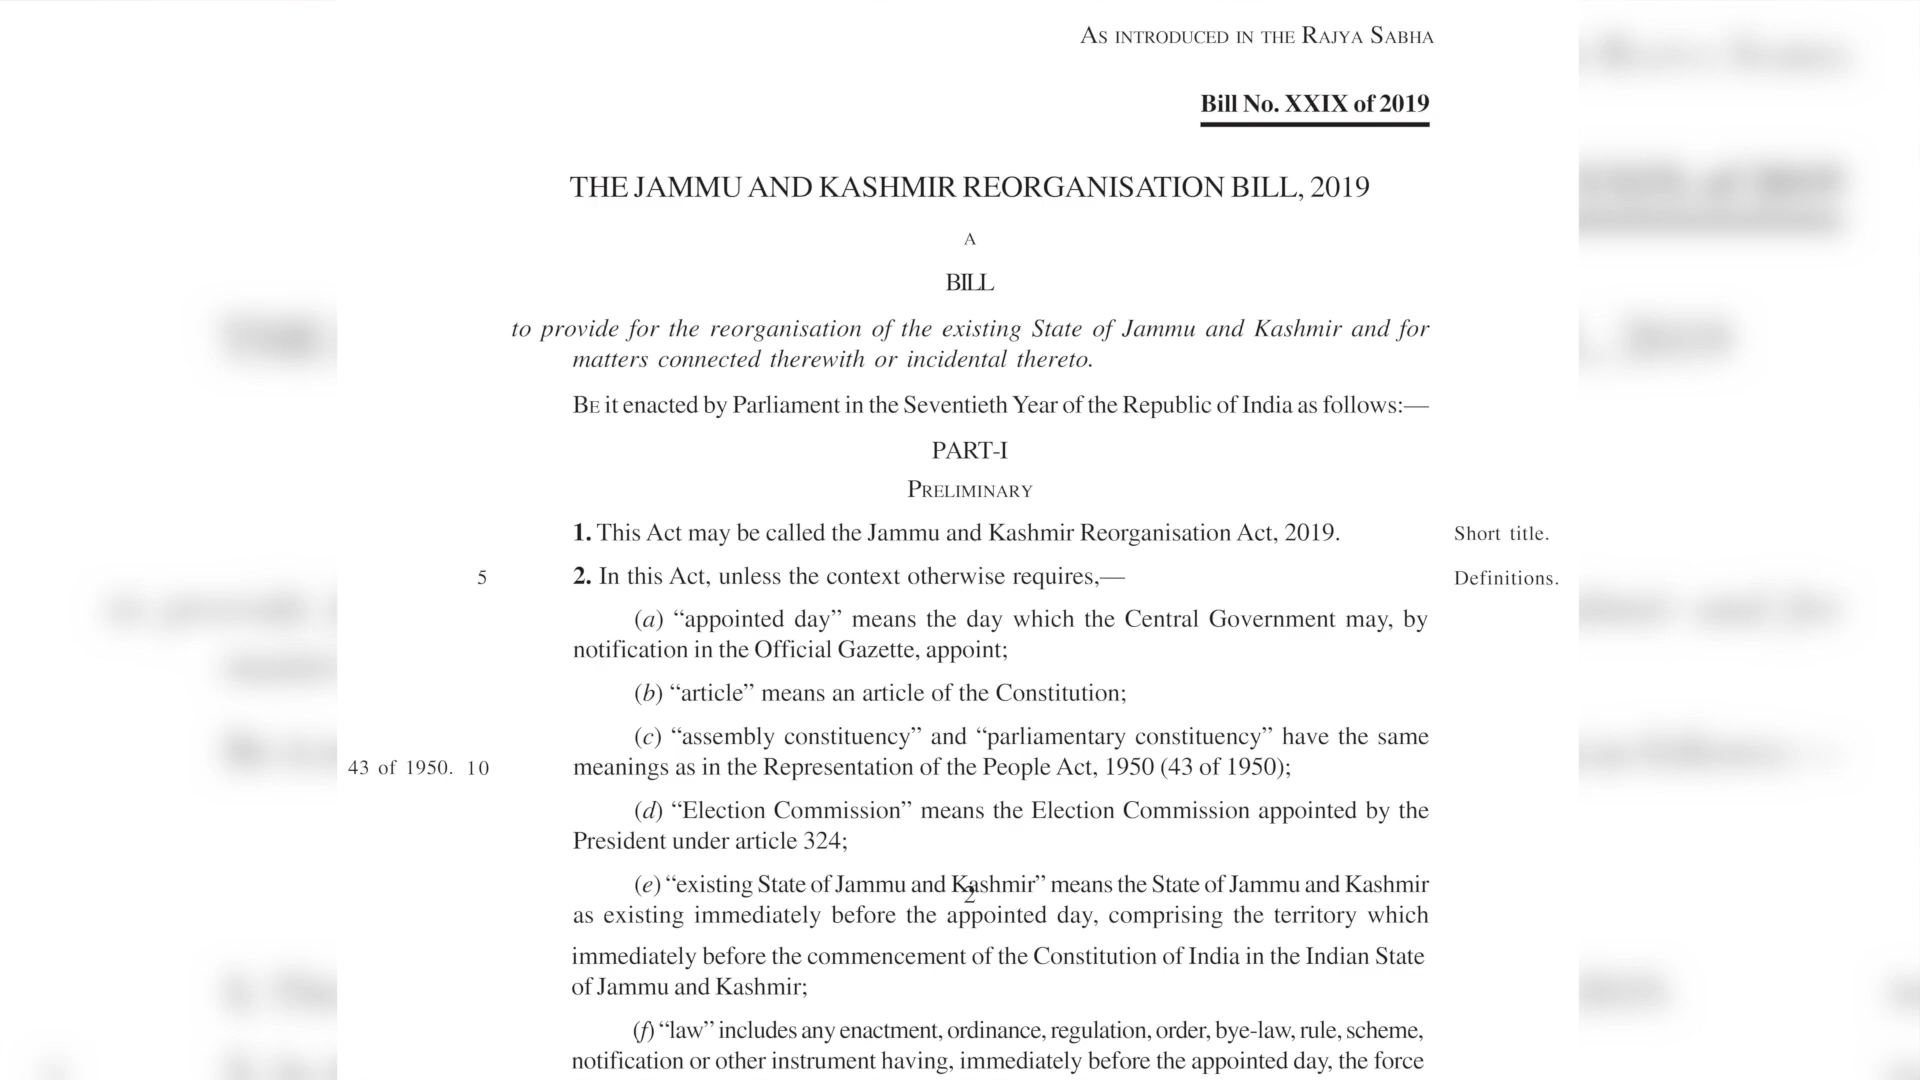 As introduced in the Rajya Sabha
Bill No. XXIX of 2019
THE JAMMU AND KASHMIR REORGANISATION BILL, 2019
A
BILL
to provide for the reorganisation of the existing State of Jammu and Kashmir and for
matters connected therewith or incidental thereto.
Be it enacted by Parliament in the Seventieth Year of the Republic of India as follows:—
PART-I
Preliminary
1. This Act may be called the Jammu and Kashmir Reorganisation Act, 2019. Short title.
5 2. In this Act, unless the context otherwise requires,— Definitions.
(a) “appointed day” means the day which the Central Government may, by
notification in the Official Gazette, appoint;
(b) “article” means an article of the Constitution;
(c) “assembly constituency” and “parliamentary constituency” have the same
43 of 1950. 10 meanings as in the Representation of the People Act, 1950 (43 of 1950);
(d) “Election Commission” means the Election Commission appointed by the
President under article 324;
(e) “existing State of Jammu and Kashmir” means the State of Jammu and Kashmir
2
as existing immediately before the appointed day, comprising the territory which
immediately before the commencement of the Constitution of India in the Indian State
of Jammu and Kashmir;
(f) “law” includes any enactment, ordinance, regulation, order, bye-law, rule, scheme,
notification or other instrument having, immediately before the appointed day, the force